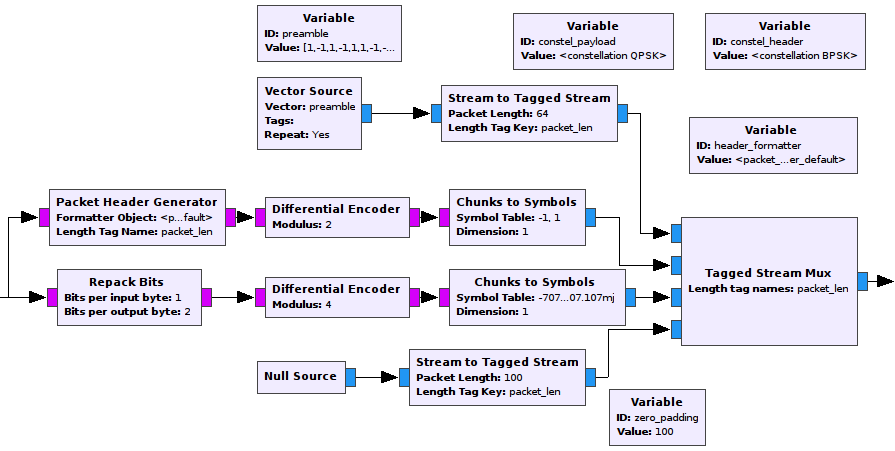 Variable
ID: preamble
Value: [1,-1,1,-1,1,1,-1,-...
Variable
ID: constel_payload
Value: <constellation QPSK>
Variable
ID: constel_header
Value: <constellation BPSK>
Vector Source
Vector: preamble
Tags:
Repeat: Yes
Stream to Tagged Stream
Packet Length: 64
Length Tag Key: packet_len
Variable
ID: header_formatter
Value: <packet_...er_default>
Packet Header Generator
Formatter Object: <p...fault>
Length Tag Name: packet_len
Differential Encoder
Modulus: 2
Chunks to Symbols
Symbol Table: -1, 1
Dimension: 1
Repack Bits
Bits per input byte: 1
Bits per output byte: 2
Differential Encoder
Modulus: 4
Chunks to Symbols
Symbol Table: -707...07.107mj
Dimension: 1
Tagged Stream Mux
Length tag names: packet_len
Null Source
Stream to Tagged Stream
Packet Length: 100
Length Tag Key: packet_len
Variable
ID: zero_padding
Value: 100